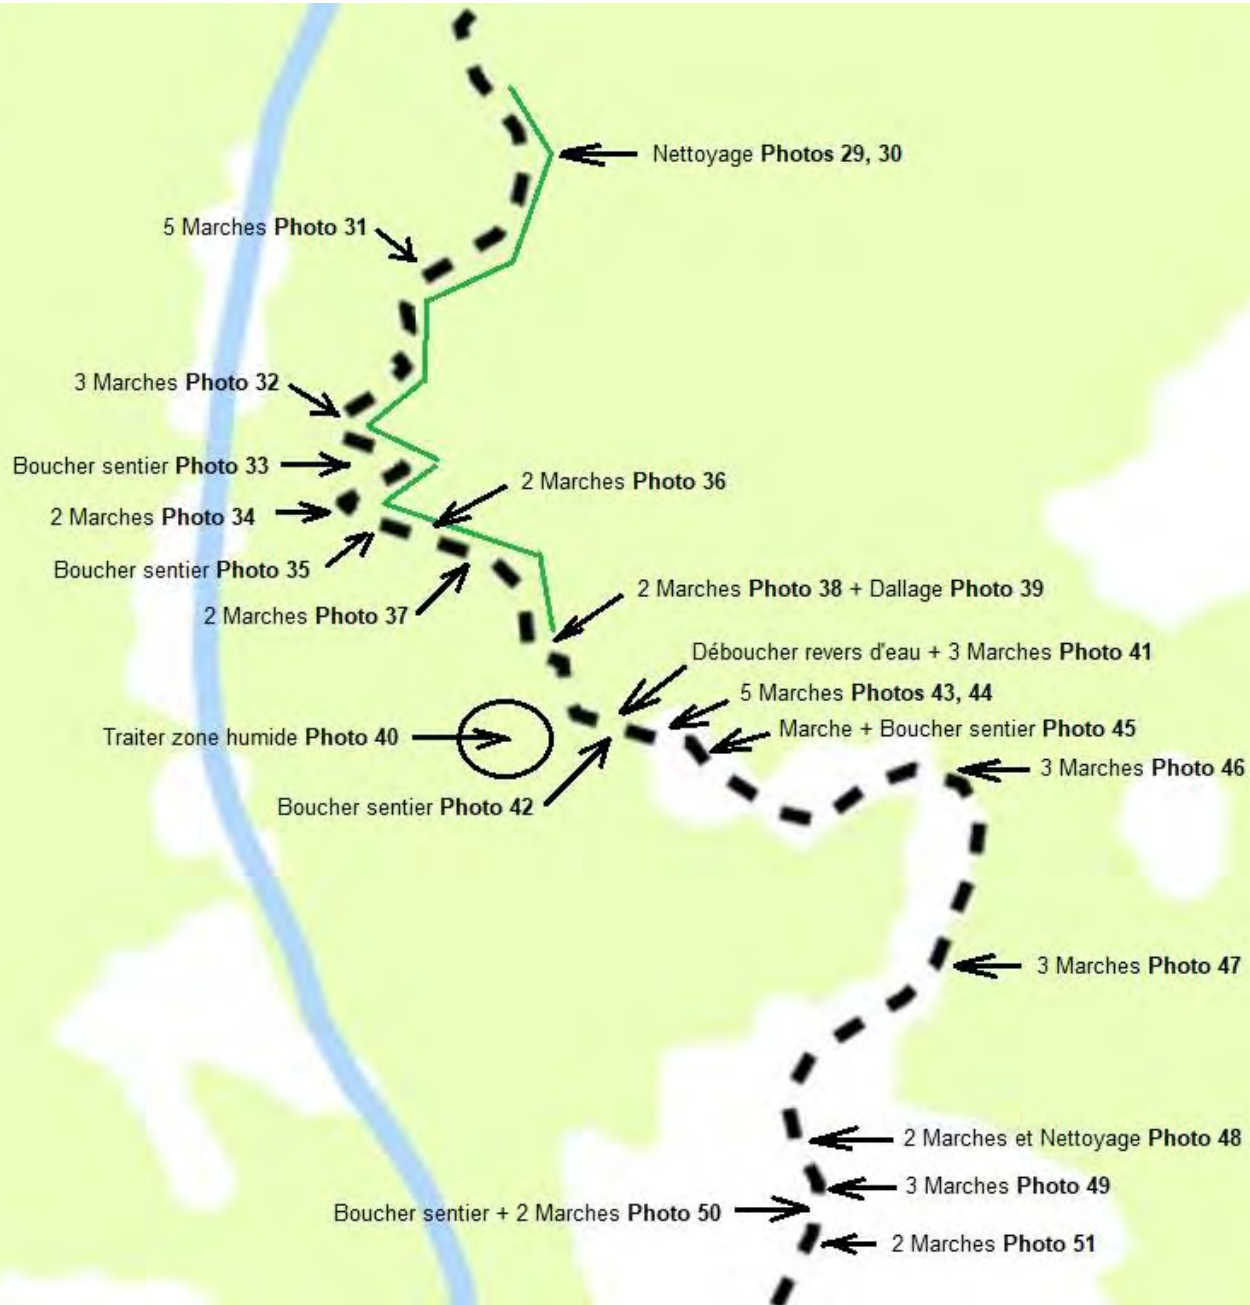 Nettoyage Photos 29, 30
5 Marches Photo 31
3 Marches Photo 32
Boucher sentier Photo 33
2 Marches Photo 36
2 Marches Photo 34
Boucher sentier Photo 35
2 Marches Photo 38 + Dallage Photo 39
2 Marches Photo 37
Déboucher revers d'eau + 3 Marches Photo 41
5 Marches Photos 43, 44
Marche + Boucher sentier Photo 45
Traiter zone humide Photo 40
3 Marches Photo 46
Boucher sentier Photo 42
3 Marches Photo 47
2 Marches et Nettoyage Photo 48
3 Marches Photo 49
Boucher sentier + 2 Marches Photo 50
2 Marches Photo 51